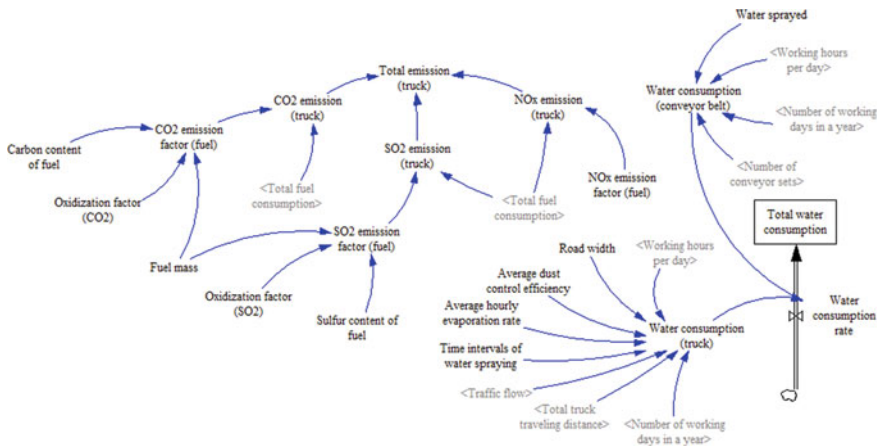 Water sprayed
<Working hours
per day>
Total emission
(truck)
CO2 emission
(truck)
NOx emission
(truck)
Water consumption
(conveyor belt)
<Number of working
days in a year>
Carbon content
of fuel
CO2 emission
factor (fuel)
SO2 emission
(truck)
<Number of
conveyor sets>
Oxidization factor
(CO2)
<Total fuel
consumption>
<Total fuel
consumption>
NOx emission
factor (fuel)
Total water
consumption
Fuel mass
SO2 emission
factor (fuel)
Road width
<Working hours
per day>
Oxidization factor
(SO2)
Sulfur content of
fuel
Average dust
control efficiency
Average hourly
evaporation rate
Time intervals of
water spraying
Water consumption
(truck)
Water
consumption
rate
<Traffic flow>
<Total truck
traveling distance>
<Number of working
days in a year>